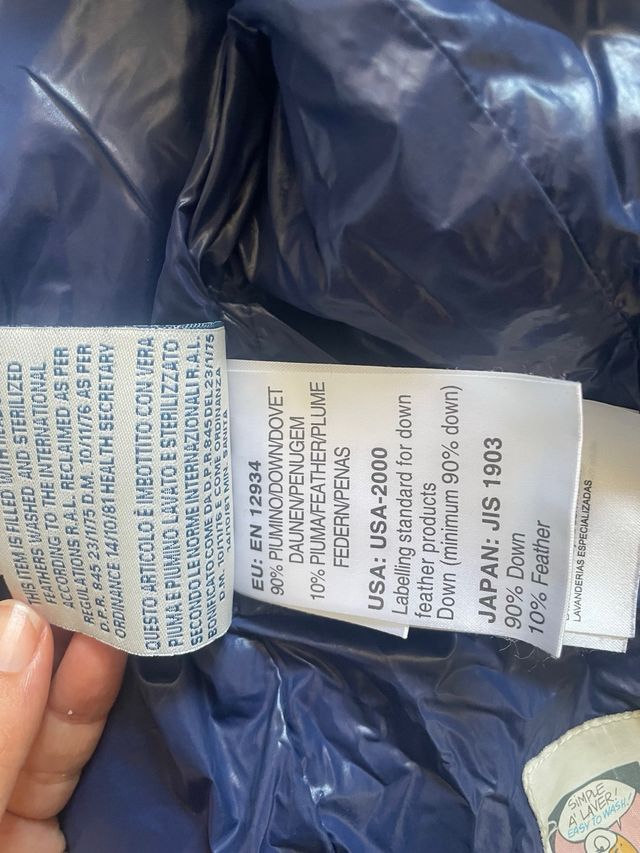 THIS ITEM IS FILLED WITH
FEATHERS WASHED AND STERILIZED
ACCORDING TO THE INTERNATIONAL
REGULATIONS R.A.L. RECLAIMED AS PER
D.P.R. 845 23/1175 D.M. 10/11/76 AS PER
ORDINANCE 14/10/81 HEALTH SECRETARY
QUESTO ARTICOLO E IMBOTTITO CON VERA
PIUMA E PIUMINO LAVATO E STERILIZZATO
SECONDO LE NORME INTERNAZIONALI R.A.L.
BONIFICATO COME DA D.P.R. 845 DEL 23/11/75
D.M. 10/11/76 E COME ORDINANZA
14/10/81 MIN. SANITA
EU: EN 12934
90% PIUMINO/DOWN/DOVET
DAUNEN/PENUGEM
10% PIUMA/FEATHER/PLUME
FEDERN/PENAS
USA: USA-2000
Labelling standard for down
feather products
Down (minimum 90% down)
JAPAN: JIS 1903
90% Down
10% Feather
LAVANDERIAS ESPECIALIZADAS
SIMPLE
A' LAVER!
EASY TO WASH!